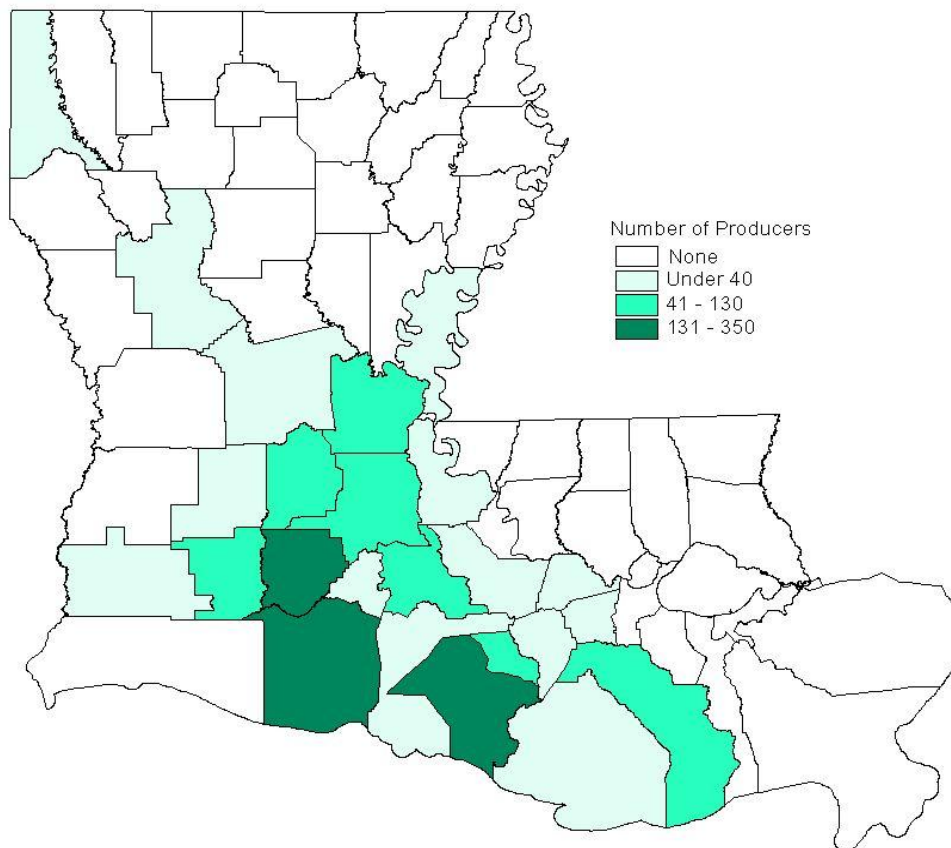 Number of Producers
None
Under 40
41 - 130
131 - 350